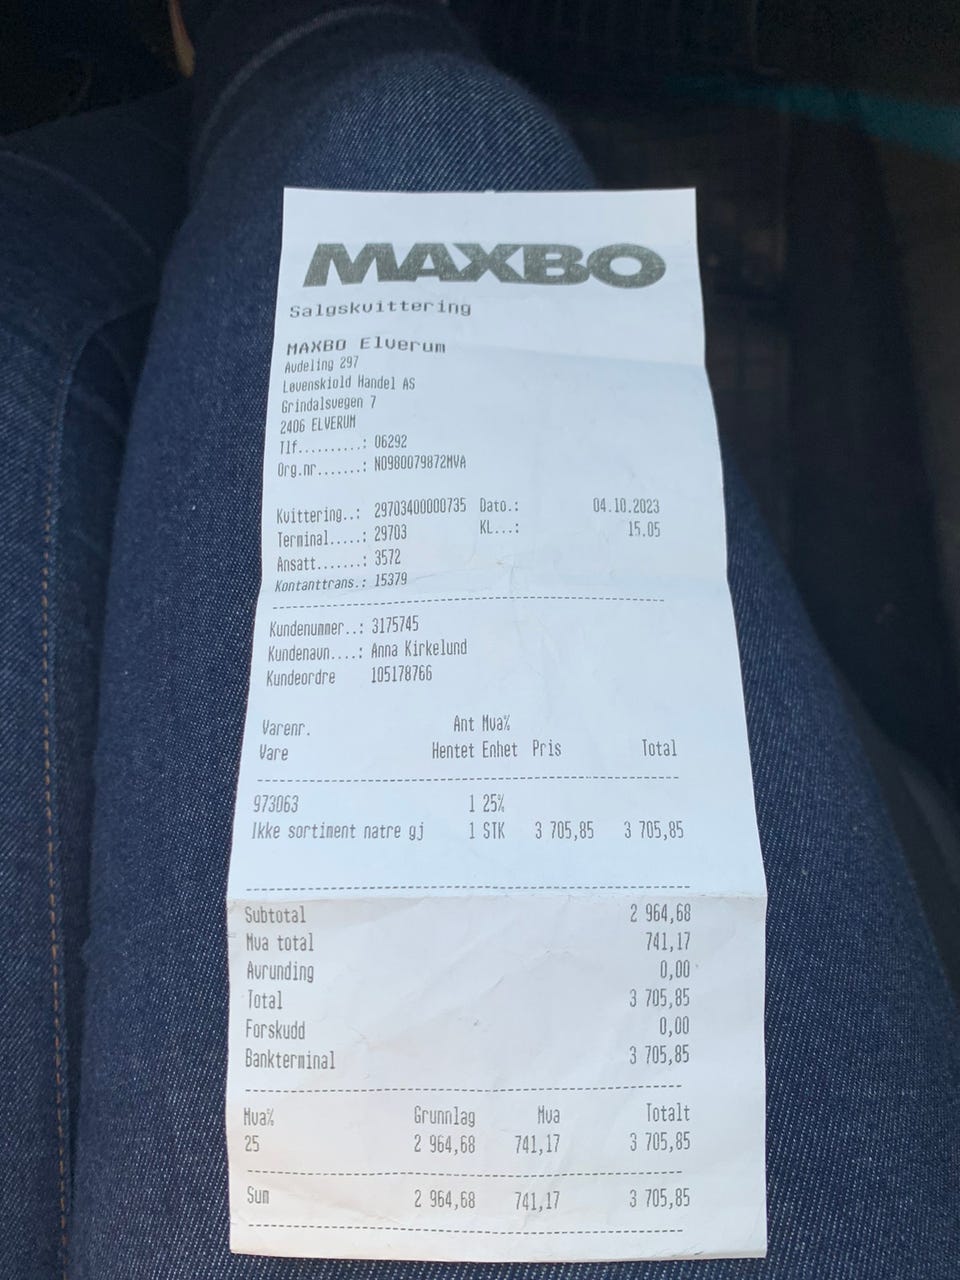 MAXBO
Salgskvittering
MAXBO Elverum
Avdeling 297
Løvenskiold Handel AS
Grindalsvegen 7
2406 ELVERUM
Tlf..........: 06292
Org.nr.......: NO980079872MVA
Kvittering..: 29703400000735 Dato.: 04.10.2023
Terminal.....: 29703 KL...: 15.05
Ansatt.......: 3572
Kontanttrans.: 15379
Kundenummer..: 3175745
Kundenavn....: Anna Kirkelund
Kundeordre 105178766
Varenr. Ant Mva%
Vare Hentet Enhet Pris Total
973063 1 25%
Ikke sortiment natre gj 1 STK 3 705,85 3 705,85
Subtotal 2 964,68
Mva total 741,17
Avrunding 0,00
Total 3 705,85
Forskudd 0,00
Bankterminal 3 705,85
Mva% Grunnlag Mva Totalt
25 2 964,68 741,17 3 705,85
Sum 2 964,68 741,17 3 705,85